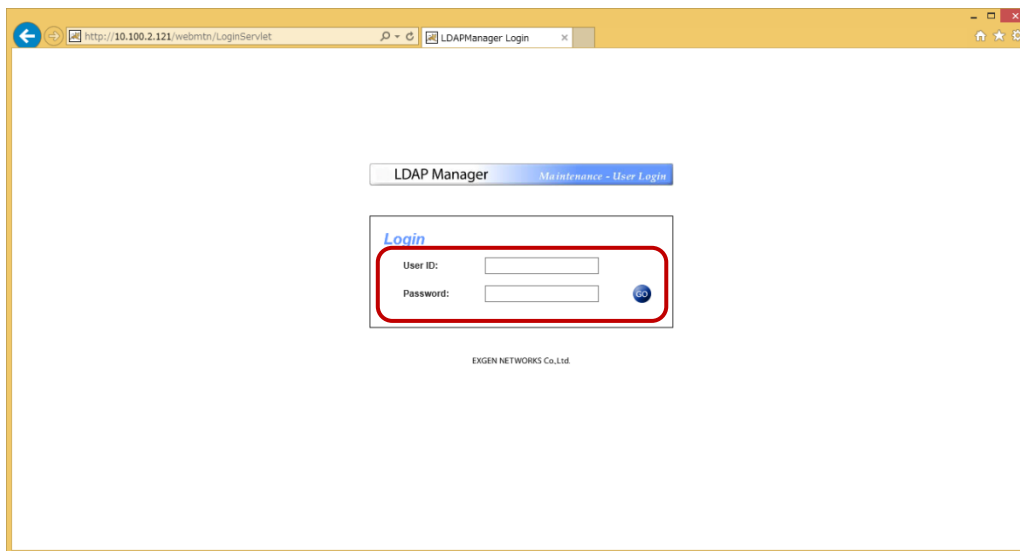 http://10.100.2.121/webmtn/LoginServlet
LDAPManager Login
LDAP Manager
Maintenance - User Login
Login
User ID:
Password:
GO
EXGEN NETWORKS Co.,Ltd.